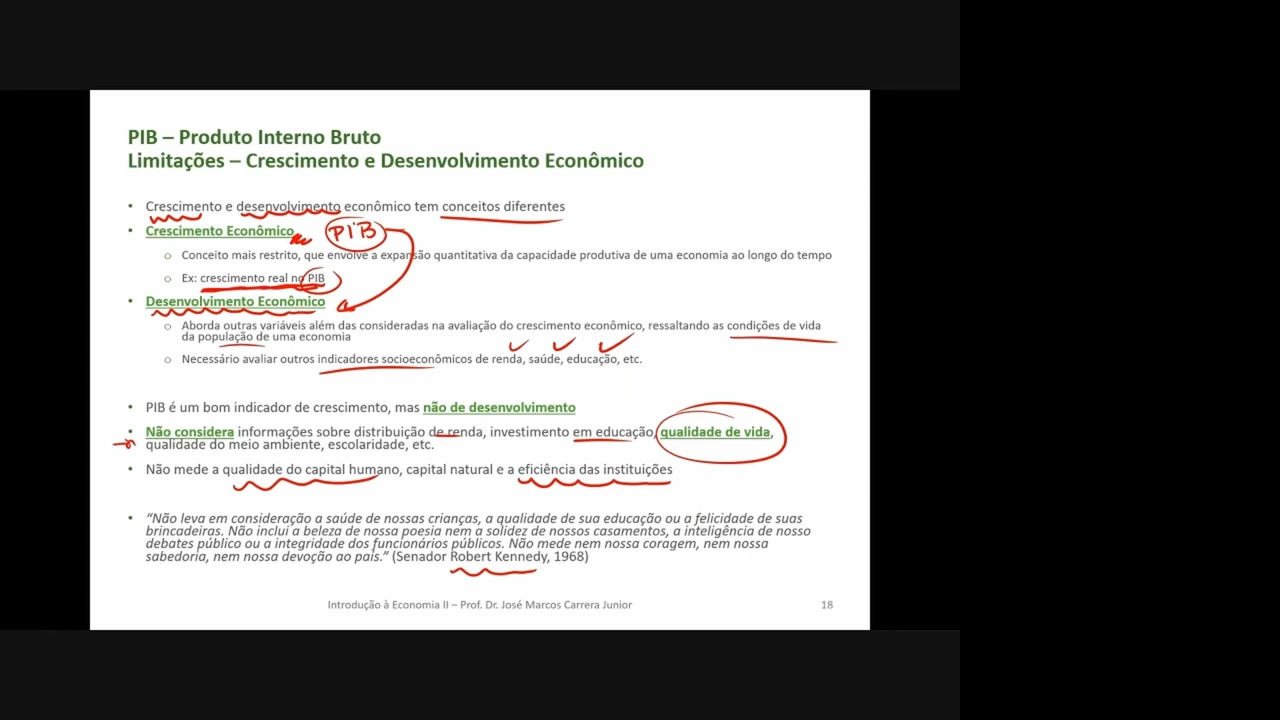 PIB – Produto Interno Bruto
Limitações – Crescimento e Desenvolvimento Econômico
• Crescimento e desenvolvimento econômico tem conceitos diferentes
• Crescimento Econômico
PIB
o Conceito mais restrito, que envolve a expansão quantitativa da capacidade produtiva de uma economia ao longo do tempo
o Ex: crescimento real no PIB
• Desenvolvimento Econômico
o Aborda outras variáveis além das consideradas na avaliação do crescimento econômico, ressaltando as condições de vida
da população de uma economia
o Necessário avaliar outros indicadores socioeconômicos de renda, saúde, educação, etc.
• PIB é um bom indicador de crescimento, mas não de desenvolvimento
• Não considera informações sobre distribuição de renda, investimento em educação, qualidade de vida,
qualidade do meio ambiente, escolaridade, etc.
• Não mede a qualidade do capital humano, capital natural e a eficiência das instituições
• “Não leva em consideração a saúde de nossas crianças, a qualidade de sua educação ou a felicidade de suas
brincadeiras. Não inclui a beleza de nossa poesia nem a solidez de nossos casamentos, a inteligência de nosso
debates público ou a integridade dos funcionários públicos. Não mede nem nossa coragem, nem nossa
sabedoria, nem nossa devoção ao país.” (Senador Robert Kennedy, 1968)
Introdução à Economia II – Prof. Dr. José Marcos Carrera Junior
18